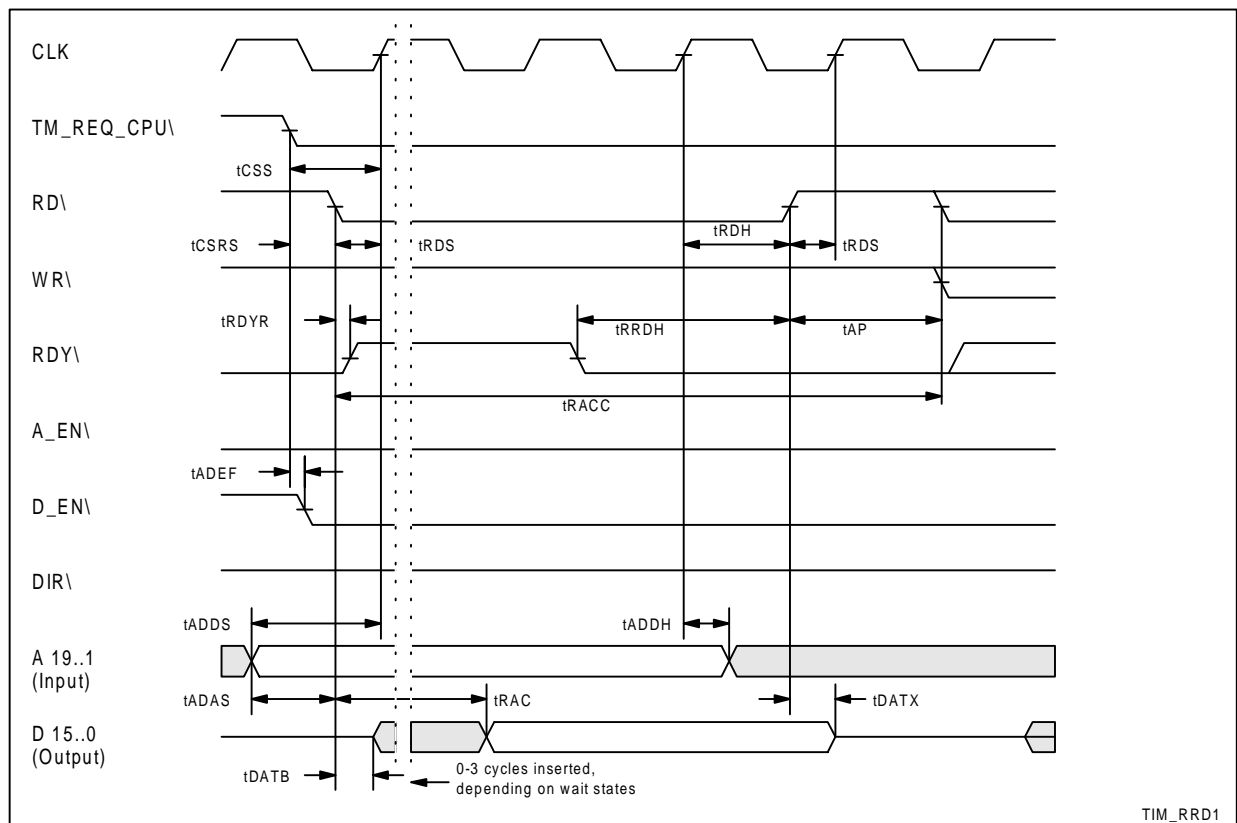 CLK
TM_REQ_CPU\
tCSS
RD\
tCSRS
tRDS
tRDH
tRDS
WR\
tRDYR
tRRDH
tAP
RDY\
tRACC
A_EN\
tADEF
D_EN\
DIR\
tADDS
tADDH
A 19..1
(Input)
tADAS
tRAC
tDATX
D 15..0
(Output)
tDATB
0-3 cycles inserted,
depending on wait states
TIM_RRD1